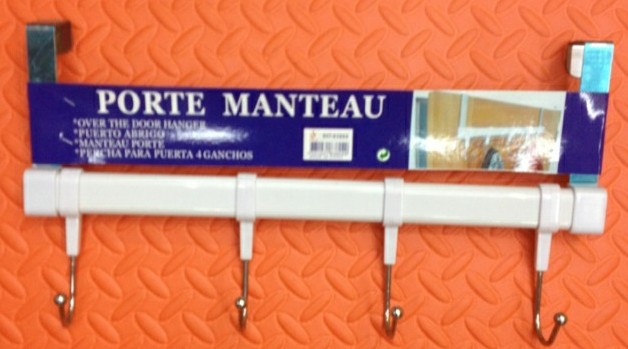 PORTE MANTEAU
*OVER THE DOOR HANGER
*PUERTO ABRIGO
*MANTEAU PORTE
*PERCHA PARA PUERTA 4 GANCHOS